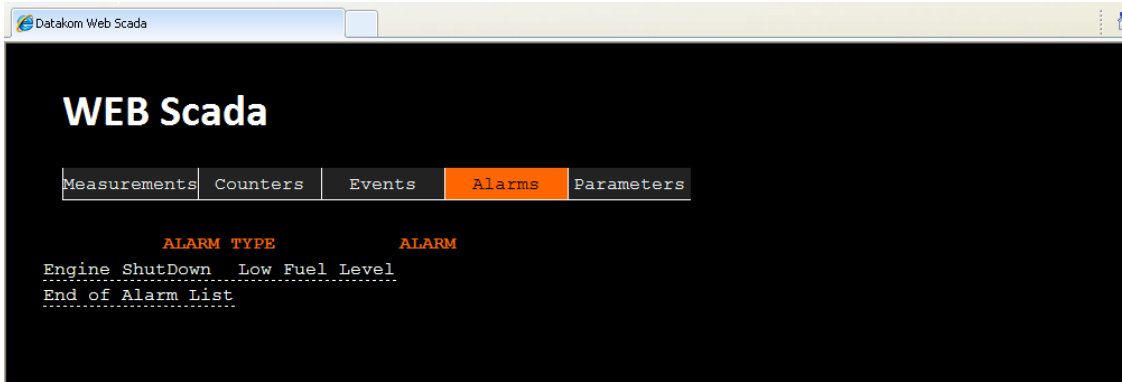 Datakom Web Scada
WEB Scada
Measurements Counters Events Alarms Parameters
ALARM TYPE ALARM
Engine ShutDown Low Fuel Level
End of Alarm List